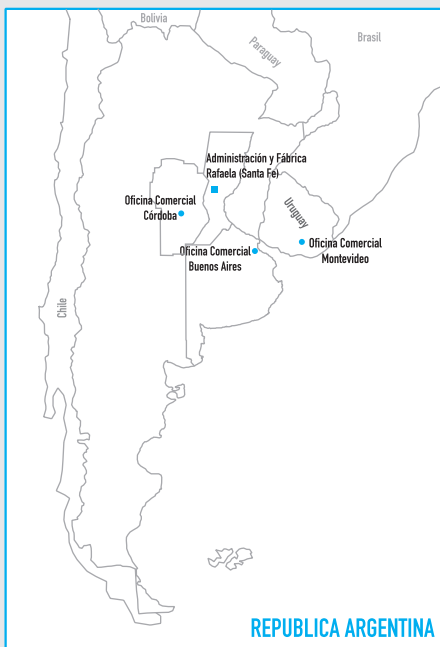 Bolivia
Brasil
Paraguay
Administración y Fábrica
Rafaela (Santa Fe)
Oficina Comercial
Córdoba
Uruguay
Oficina Comercial
Buenos Aires
Oficina Comercial
Montevideo
Chile
REPUBLICA ARGENTINA